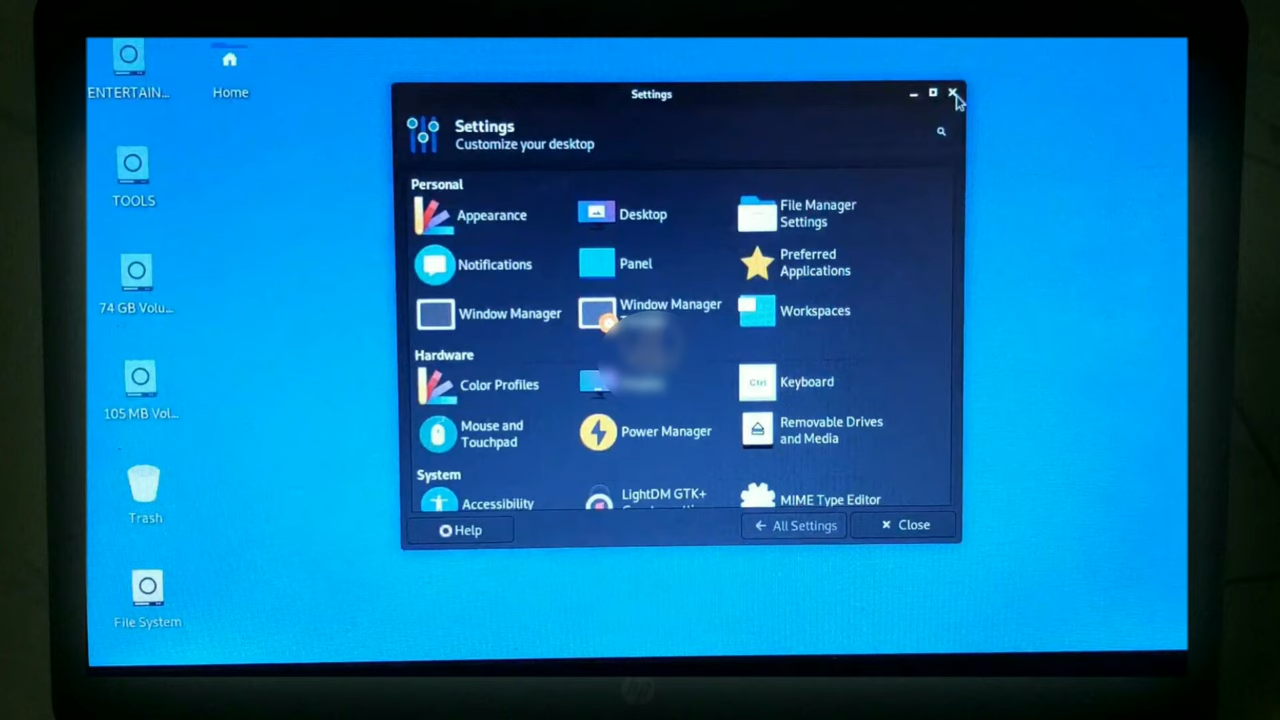 ENTERTAIN...
Home
TOOLS
74 GB Volu...
105 MB Vol...
Trash
File System
Settings
Settings
Customize your desktop
Personal
Appearance
Desktop
File Manager
Settings
Notifications
Panel
Preferred
Applications
Window Manager
Window Manager
Workspaces
Hardware
Color Profiles
Ctrl
Keyboard
Mouse and
Touchpad
Power Manager
Removable Drives
and Media
System
Accessibility
LightDM GTK+
MIME Type Editor
Help
All Settings
Close
hp